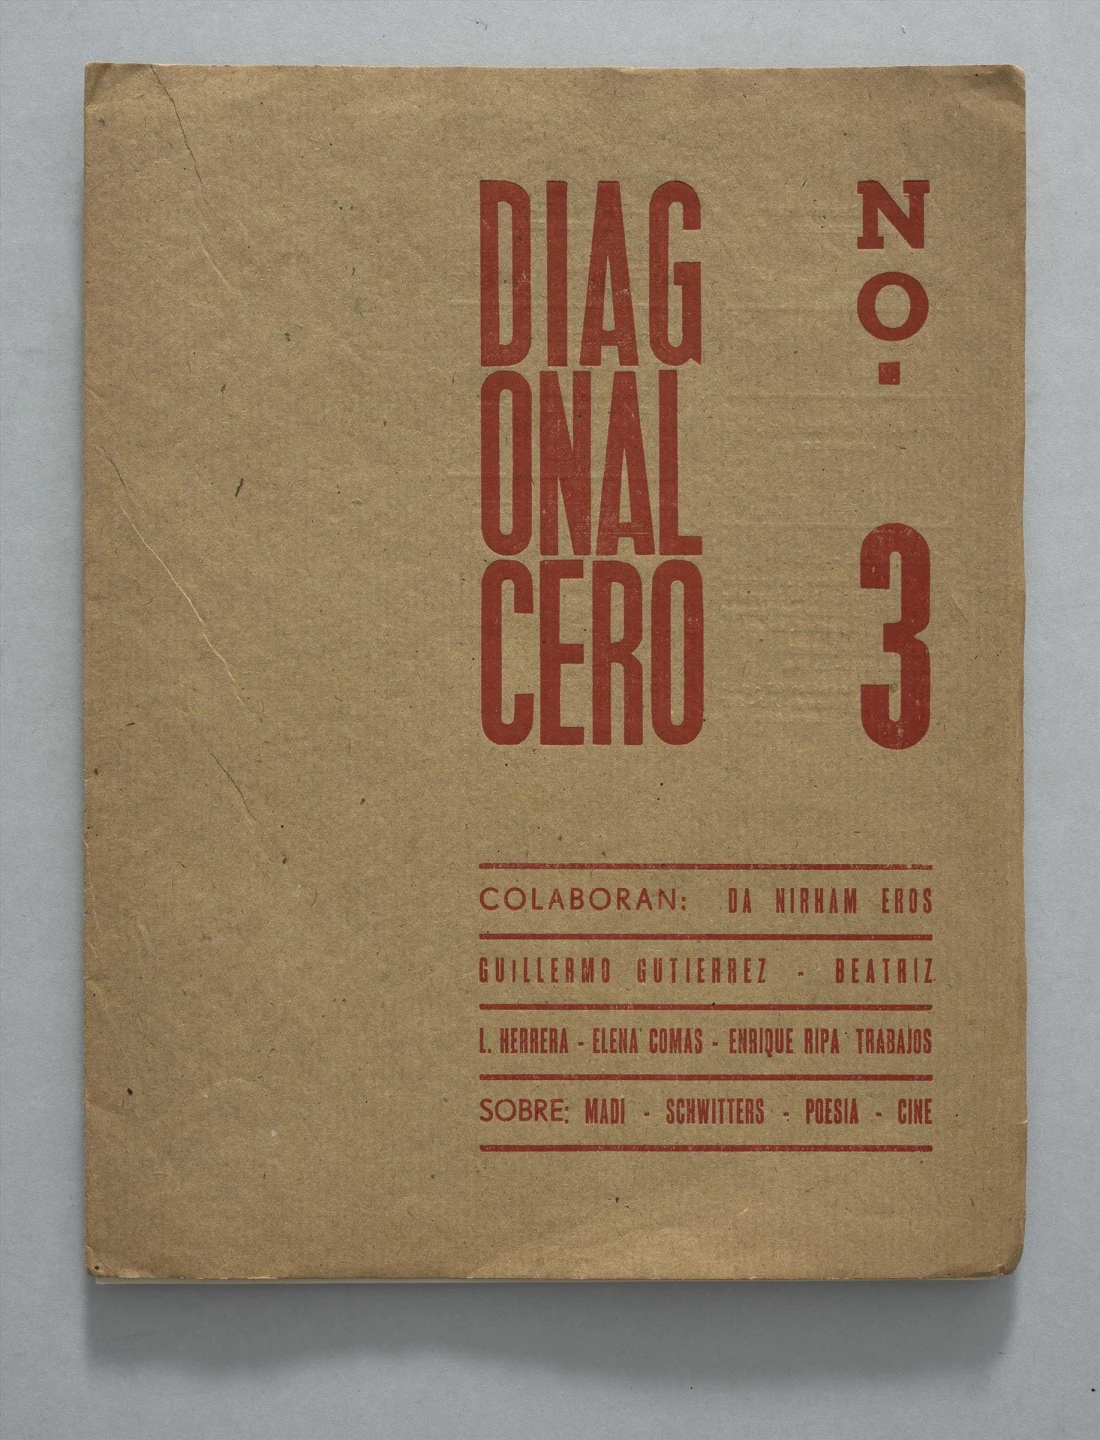 DIAG
ONAL
CERO
NO.
3
COLABORAN: DA NIRHAM EROS
GUILLERMO GUTIERREZ - BEATRIZ
L. HERRERA - ELENA COMAS - ENRIQUE RIPA TRABAJOS
SOBRE: MADI - SCHWITTERS - POESIA - CINE